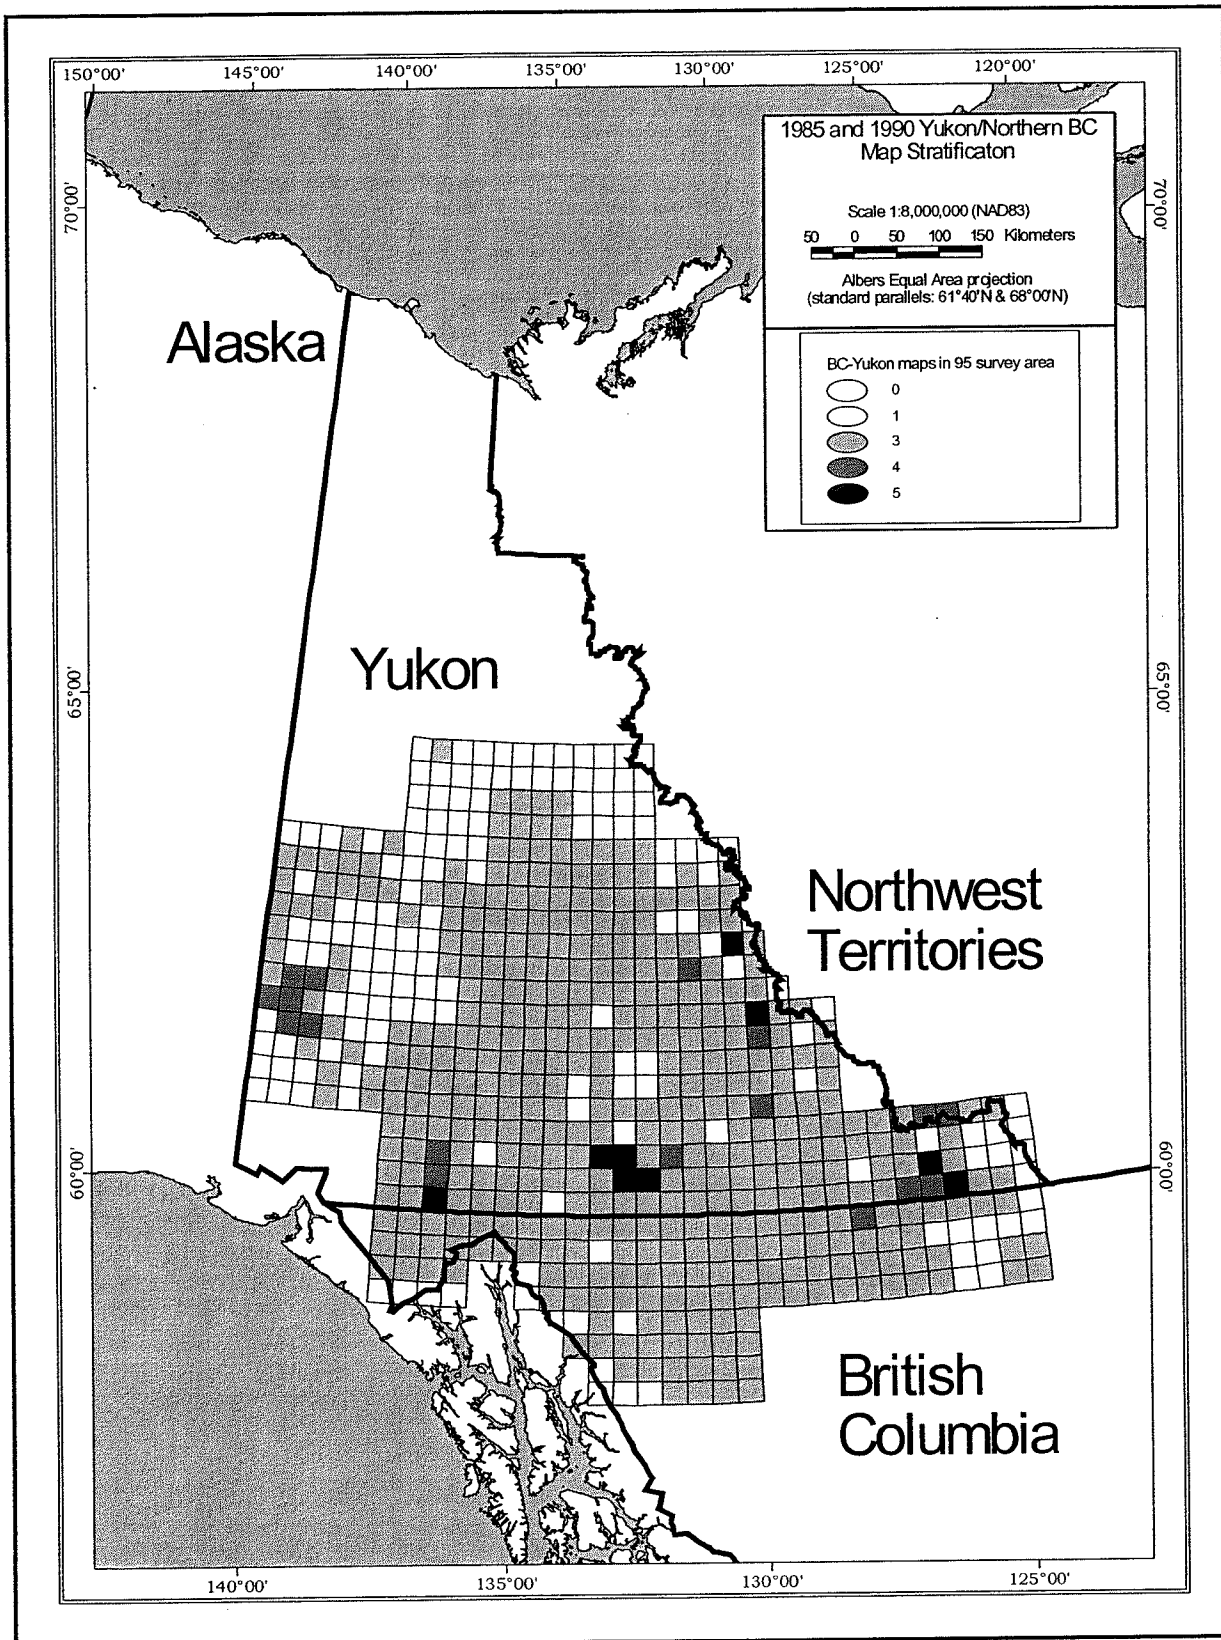 150°00' 145°00' 140°00' 135°00' 130°00' 125°00' 120°00'
1985 and 1990 Yukon/Northern BC
Map Stratificaton
Scale 1:8,000,000 (NAD83)
50 0 50 100 150 Kilometers
Albers Equal Area projection
(standard parallels: 61°40'N & 68°00'N)
BC-Yukon maps in 95 survey area
0
1
3
4
5
70°00'
70°00'
Alaska
Yukon
65°00'
65°00'
Northwest
Territories
60°00'
60°00'
British
Columbia
140°00' 135°00' 130°00' 125°00'